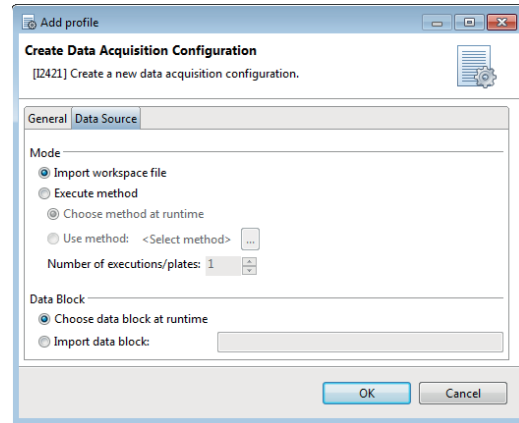 Add profile
Create Data Acquisition Configuration
[I2421] Create a new data acquisition configuration.
General Data Source
Mode
Import workspace file
Execute method
Choose method at runtime
Use method: <Select method> ...
Number of executions/plates: 1
Data Block
Choose data block at runtime
Import data block:
OK Cancel